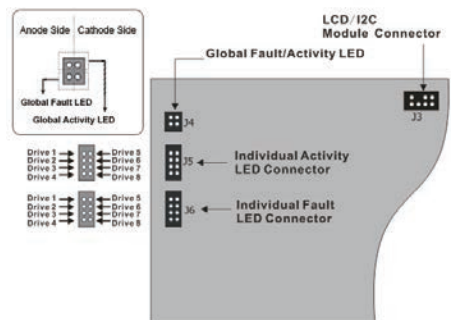 Anode Side
Cathode Side
Global Fault LED
Global Activity LED
LCD/I2C
Module Connector
Global Fault/Activity LED
J3
J4
Drive 1
Drive 2
Drive 3
Drive 4
Drive 5
Drive 6
Drive 7
Drive 8
J5
Individual Activity
LED Connector
Drive 1
Drive 2
Drive 3
Drive 4
Drive 5
Drive 6
Drive 7
Drive 8
J6
Individual Fault
LED Connector